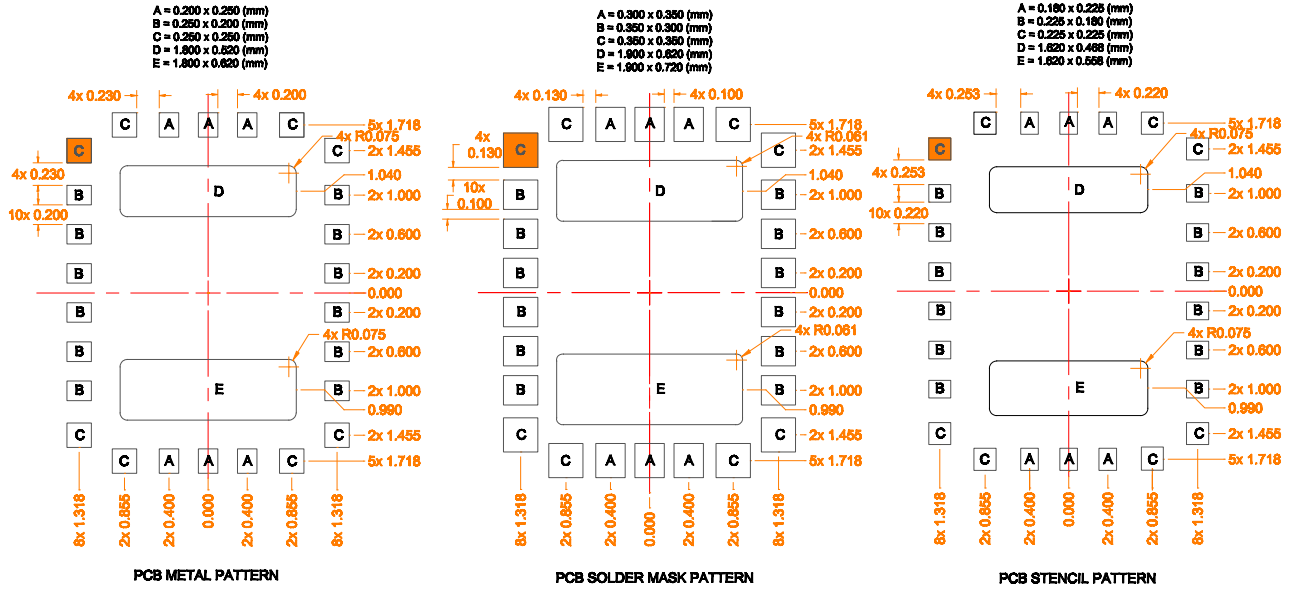 A = 0.200 x 0.250 (mm)
B = 0.250 x 0.200 (mm)
C = 0.250 x 0.250 (mm)
D = 1.800 x 0.520 (mm)
E = 1.800 x 0.620 (mm)
4x 0.230
4x 0.200
C A A A C
5x 1.718
4x R0.075
C
C
2x 1.455
4x 0.230
D
1.040
B
B
2x 1.000
10x 0.200
B
B
2x 0.600
B
B
2x 0.200
0.000
B
B
2x 0.200
4x R0.075
B
B
2x 0.600
B
E
B
2x 1.000
0.990
C
C
2x 1.455
C A A A C
5x 1.718
8x 1.318
2x 0.855
2x 0.400
0.000
2x 0.400
2x 0.855
8x 1.318
PCB METAL PATTERN
A = 0.300 x 0.350 (mm)
B = 0.350 x 0.300 (mm)
C = 0.350 x 0.350 (mm)
D = 1.900 x 0.620 (mm)
E = 1.900 x 0.720 (mm)
4x 0.130
4x 0.100
C A A A C
5x 1.718
4x R0.061
4x
0.130
C
C
2x 1.455
1.040
10x
0.100
B
D
B
2x 1.000
B
B
2x 0.600
B
B
2x 0.200
0.000
B
B
2x 0.200
4x R0.061
B
B
2x 0.600
B
E
B
2x 1.000
0.990
C
C
2x 1.455
C A A A C
5x 1.718
8x 1.318
2x 0.855
2x 0.400
0.000
2x 0.400
2x 0.855
8x 1.318
PCB SOLDER MASK PATTERN
A = 0.180 x 0.225 (mm)
B = 0.225 x 0.180 (mm)
C = 0.225 x 0.225 (mm)
D = 1.620 x 0.468 (mm)
E = 1.620 x 0.558 (mm)
4x 0.253
4x 0.220
C A A A C
5x 1.718
4x R0.075
C
C
2x 1.455
4x 0.253
1.040
B
D
B
2x 1.000
10x 0.220
B
B
2x 0.600
B
B
2x 0.200
0.000
B
B
2x 0.200
4x R0.075
B
B
2x 0.600
B
E
B
2x 1.000
0.990
C
C
2x 1.455
C A A A C
5x 1.718
8x 1.318
2x 0.855
2x 0.400
0.000
2x 0.400
2x 0.855
8x 1.318
PCB STENCIL PATTERN